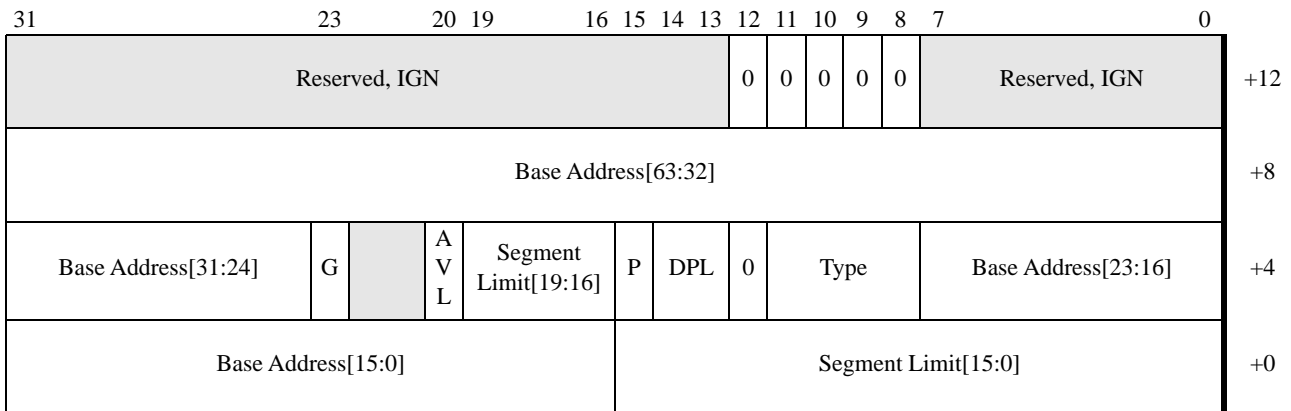 31 23 20 19 16 15 14 13 12 11 10 9 8 7 0
Reserved, IGN 0 0 0 0 0 Reserved, IGN +12
Base Address[63:32] +8
Base Address[31:24] G A V L Segment Limit[19:16] P DPL 0 Type Base Address[23:16] +4
Base Address[15:0] Segment Limit[15:0] +0